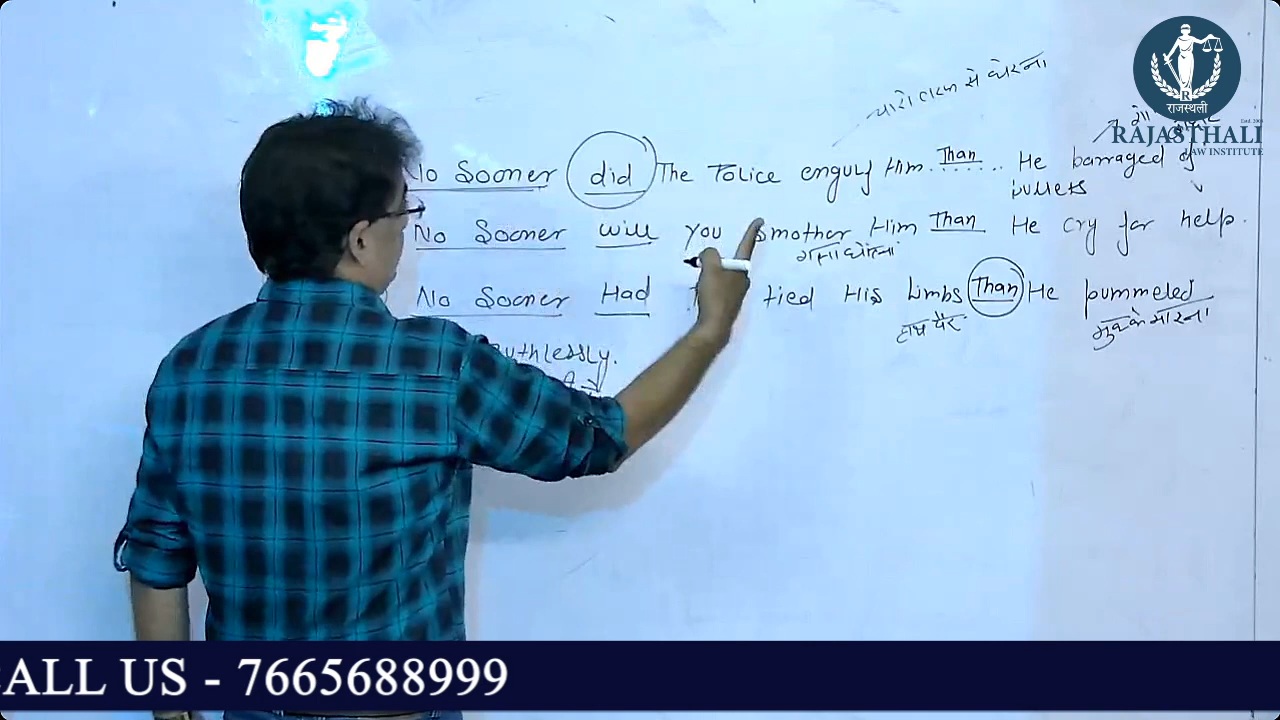 चारो तरफ से घेरना
राजस्थली
Estd. 2004
RAJASTHALI
LAW INSTITUTE
No Sooner did The Police engulf Him ....... Than He barraged of
bullets
No Sooner will you smother Him Than He cry for help.
गला घोटना
No Sooner Had tied His Limbs Than He pummeled
हाथ पैर
मुक्के मारना
CALL US - 7665688999